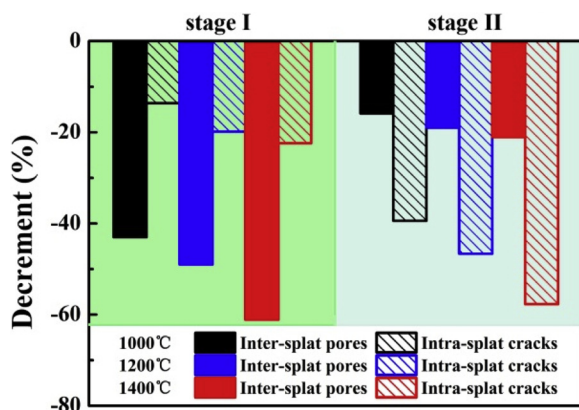 stage I stage II
0
-20
-40
-60
-80
Decrement (%)
1000℃ Inter-splat pores Intra-splat cracks
1200℃ Inter-splat pores Intra-splat cracks
1400℃ Inter-splat pores Intra-splat cracks